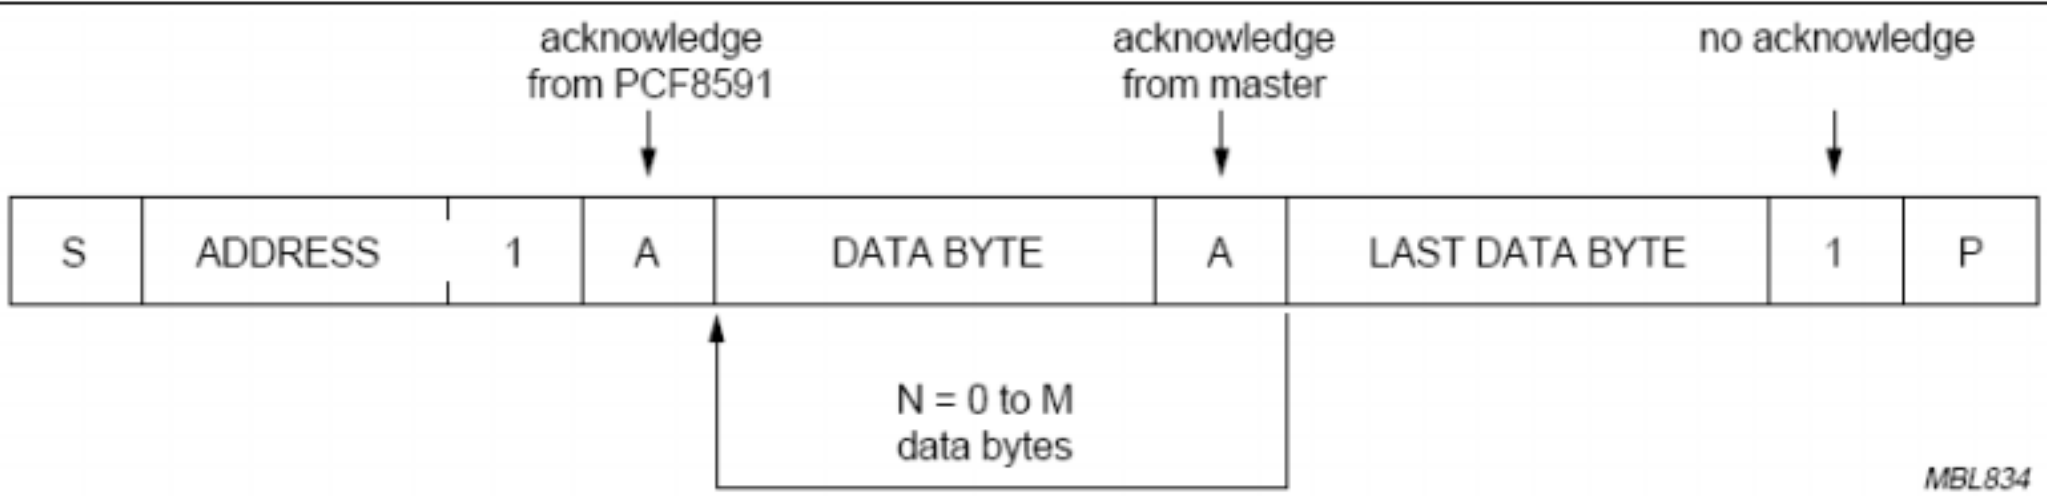 acknowledge
from PCF8591
acknowledge
from master
no acknowledge
S ADDRESS 1 A DATA BYTE A LAST DATA BYTE 1 P
N = 0 to M
data bytes
MBL834